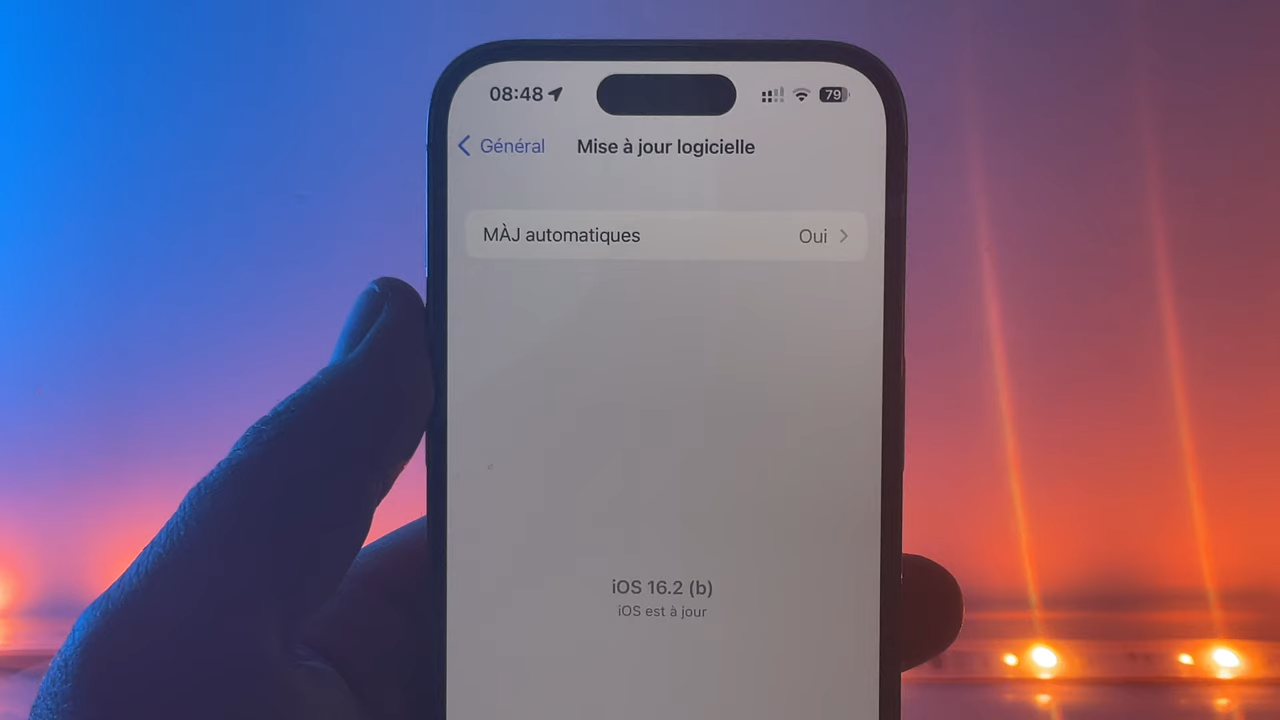 08:48 79
Général Mise à jour logicielle
MÀJ automatiques Oui
iOS 16.2 (b)
iOS est à jour